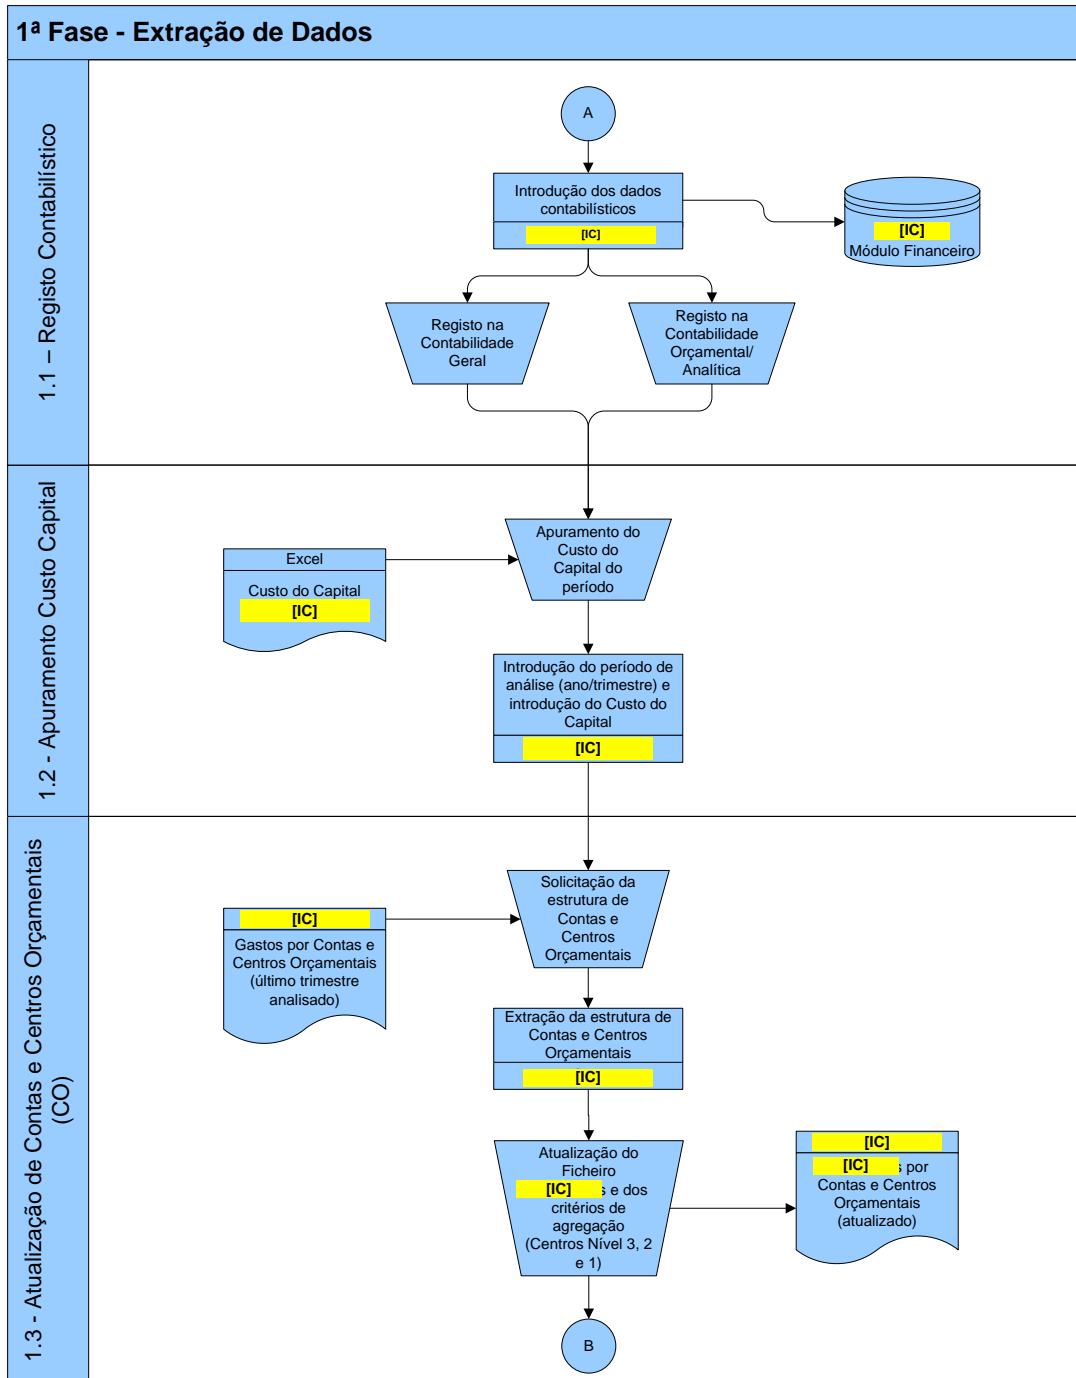 1ª Fase - Extração de Dados
1.1 – Registo Contabilístico
A
Introdução dos dados
contabilísticos
[IC]
[IC]
Módulo Financeiro
Registo na
Contabilidade
Geral
Registo na
Contabilidade
Orçamental/
Analítica
1.2 - Apuramento Custo Capital
Apuramento do
Custo do
Capital do
período
Excel
Custo do Capital
[IC]
Introdução do período de
análise (ano/trimestre) e
introdução do Custo do
Capital
[IC]
1.3 - Atualização de Contas e Centros Orçamentais
(CO)
Solicitação da
estrutura de
Contas e
Centros
Orçamentais
[IC]
Gastos por Contas e
Centros Orçamentais
(último trimestre
analisado)
Extração da estrutura de
Contas e Centros
Orçamentais
[IC]
Atualização do
Ficheiro
[IC] s e dos
critérios de
agregação
(Centros Nível 3, 2
e 1)
[IC]
[IC] s por
Contas e Centros
Orçamentais
(atualizado)
B